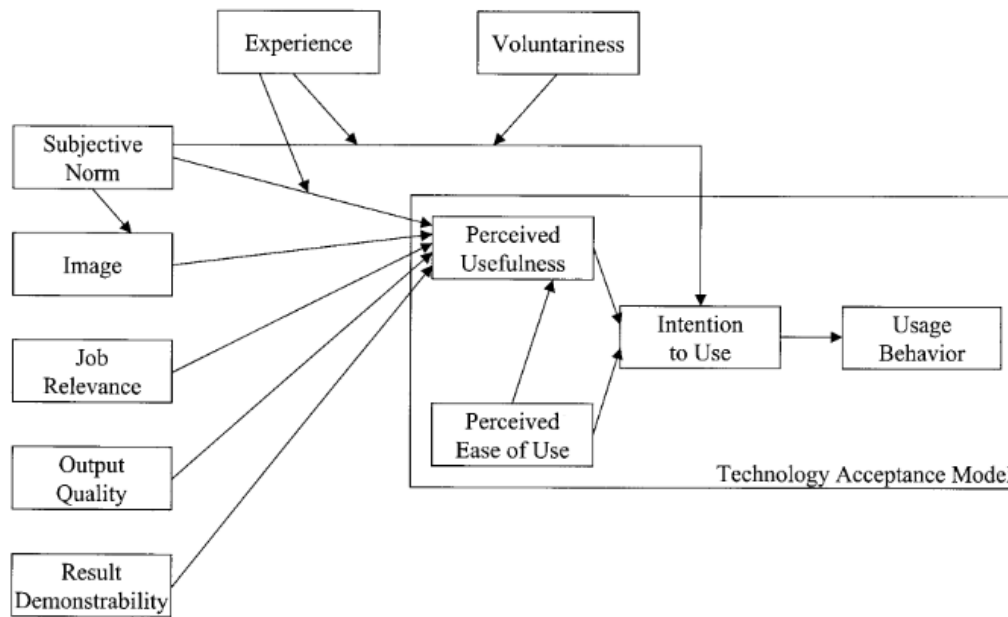 Experience
Voluntariness
Subjective
Norm
Image
Perceived
Usefulness
Job
Relevance
Intention
to Use
Usage
Behavior
Perceived
Ease of Use
Output
Quality
Technology Acceptance Model
Result
Demonstrability